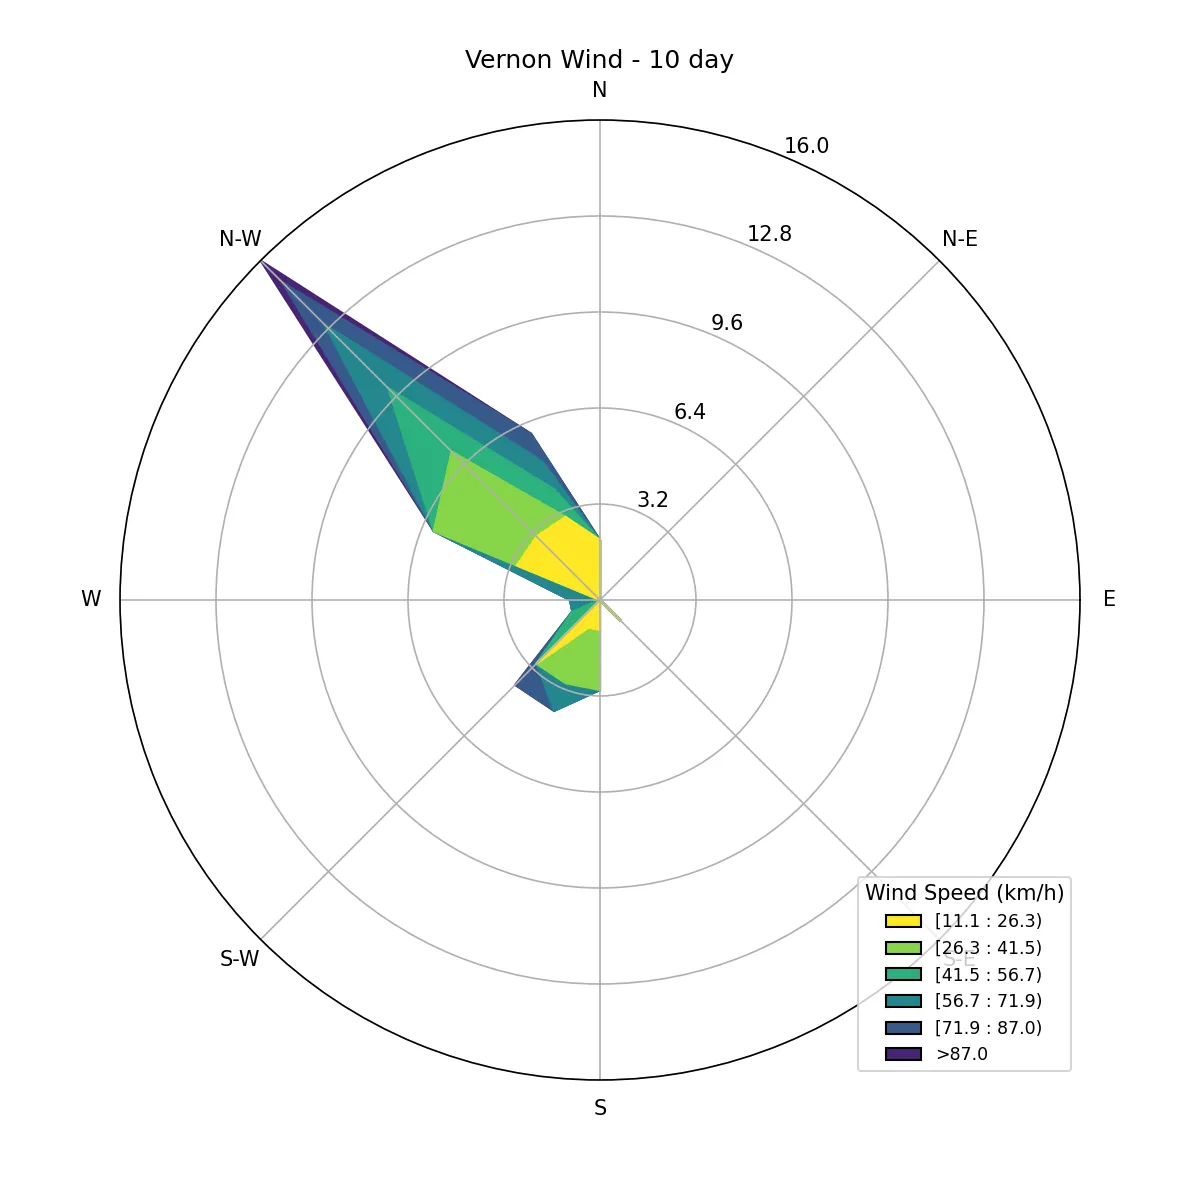 Vernon Wind - 10 day
N
16.0
12.8
N-W
N-E
9.6
6.4
3.2
W
E
Wind Speed (km/h)
[11.1 : 26.3)
[26.3 : 41.5)
S-W
S-E
[41.5 : 56.7)
[56.7 : 71.9)
[71.9 : 87.0)
>87.0
S